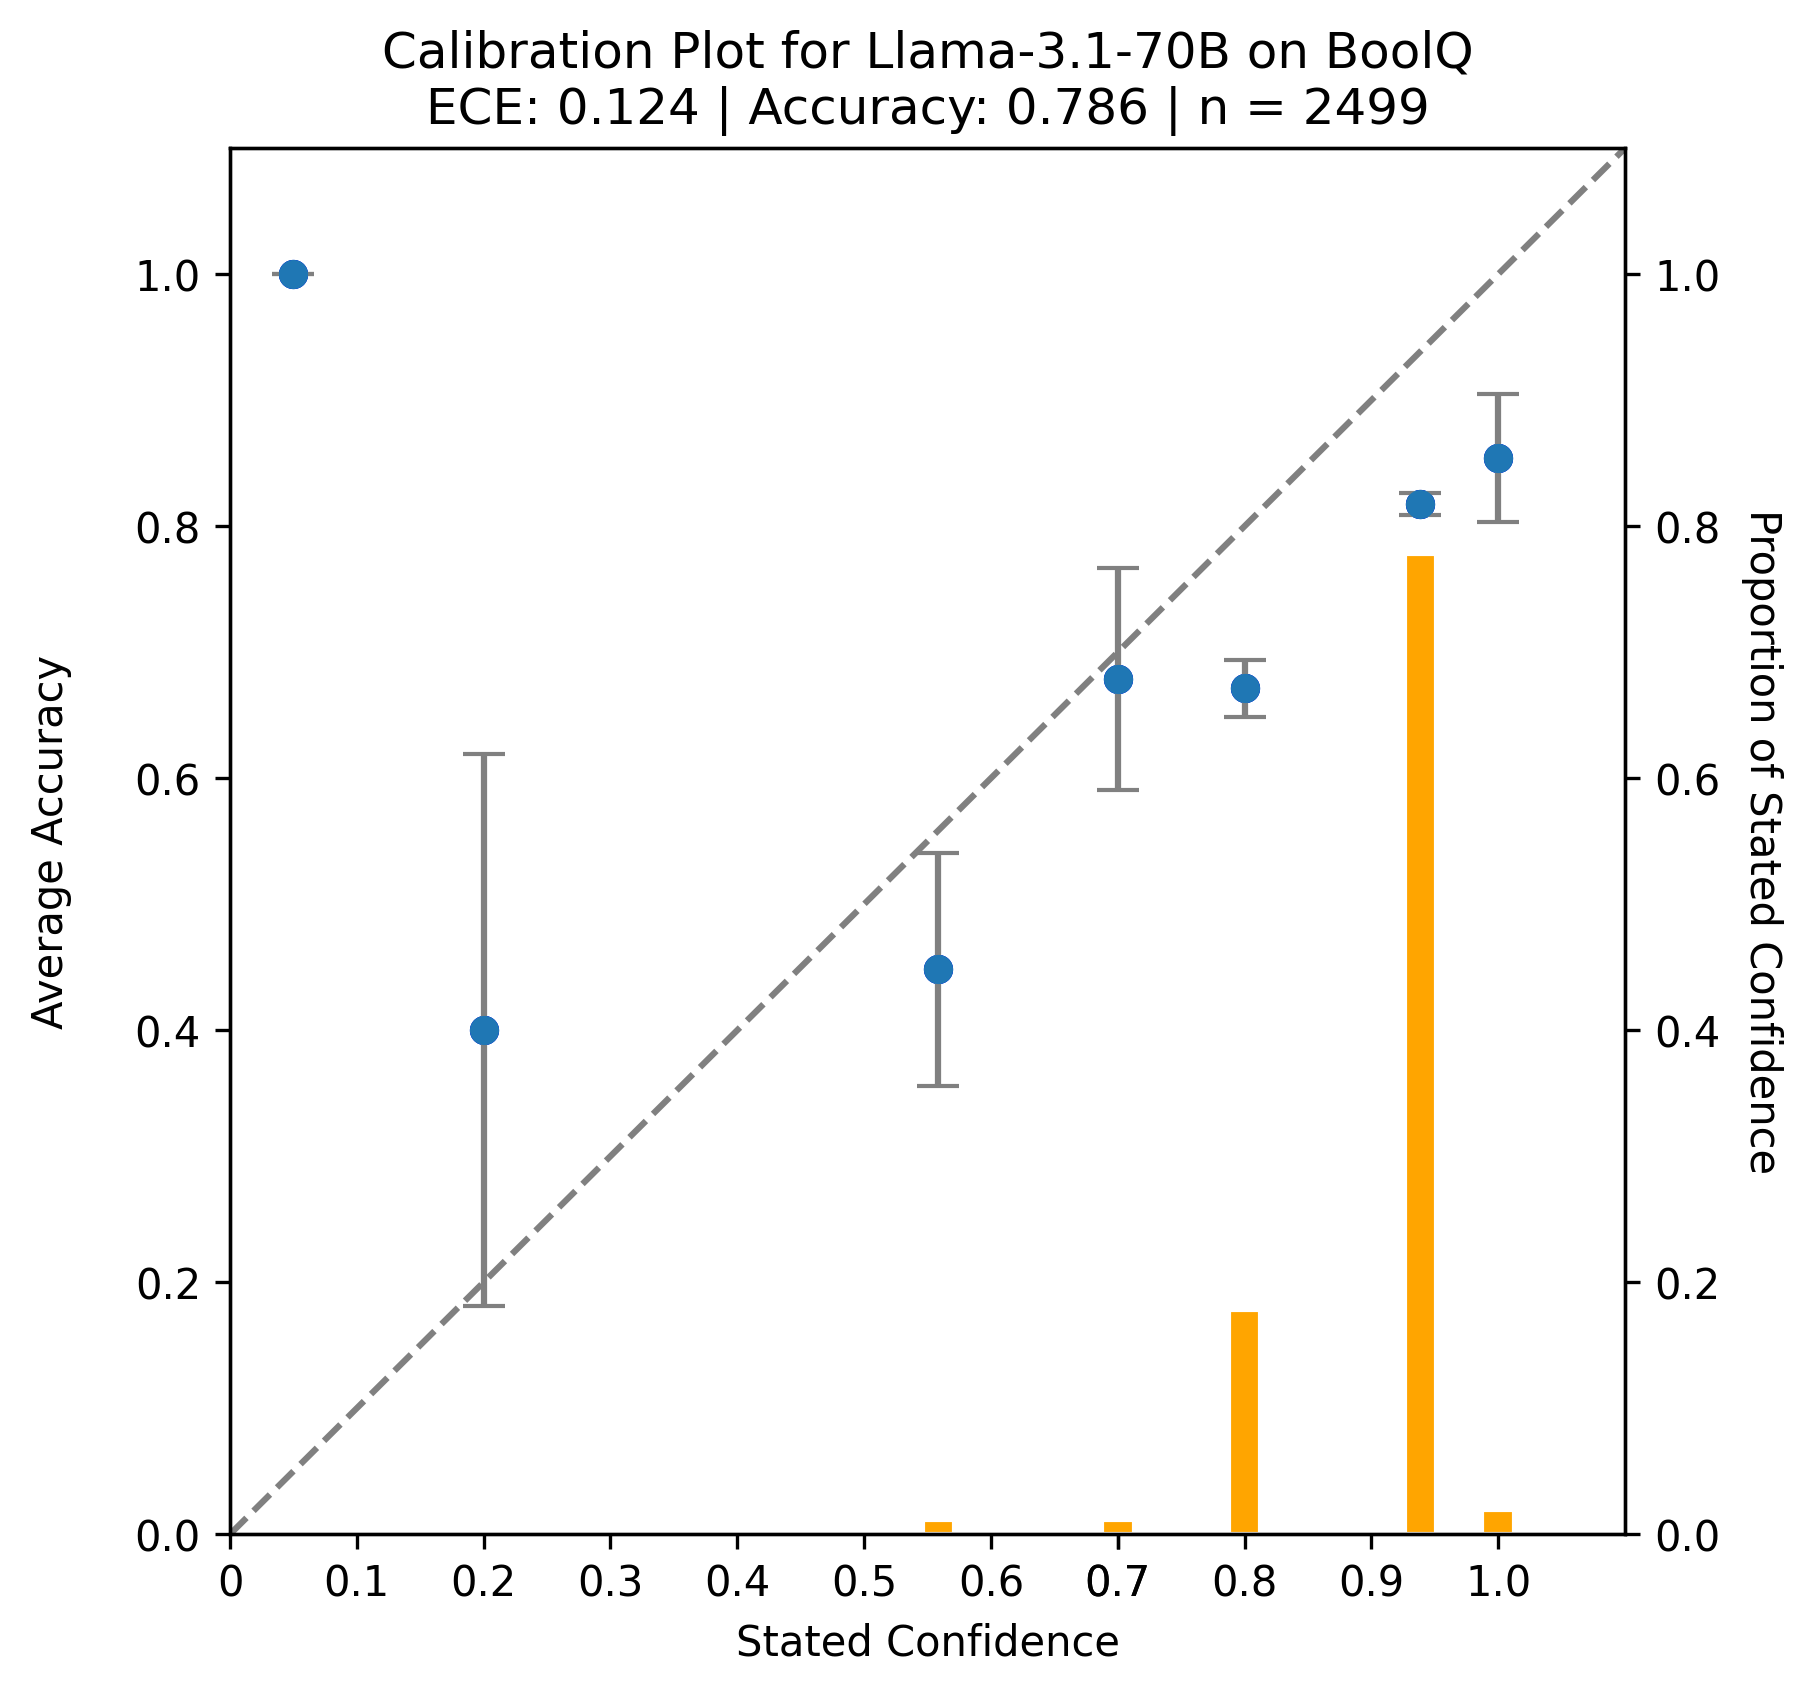 Calibration Plot for Llama-3.1-70B on BoolQ
ECE: 0.124 | Accuracy: 0.786 | n = 2499
Average Accuracy
1.0
0.8
0.6
0.4
0.2
0.0
0 0.1 0.2 0.3 0.4 0.5 0.6 0.7 0.8 0.9 1.0
Stated Confidence
1.0
0.8
0.6
0.4
0.2
0.0
Proportion of Stated Confidence